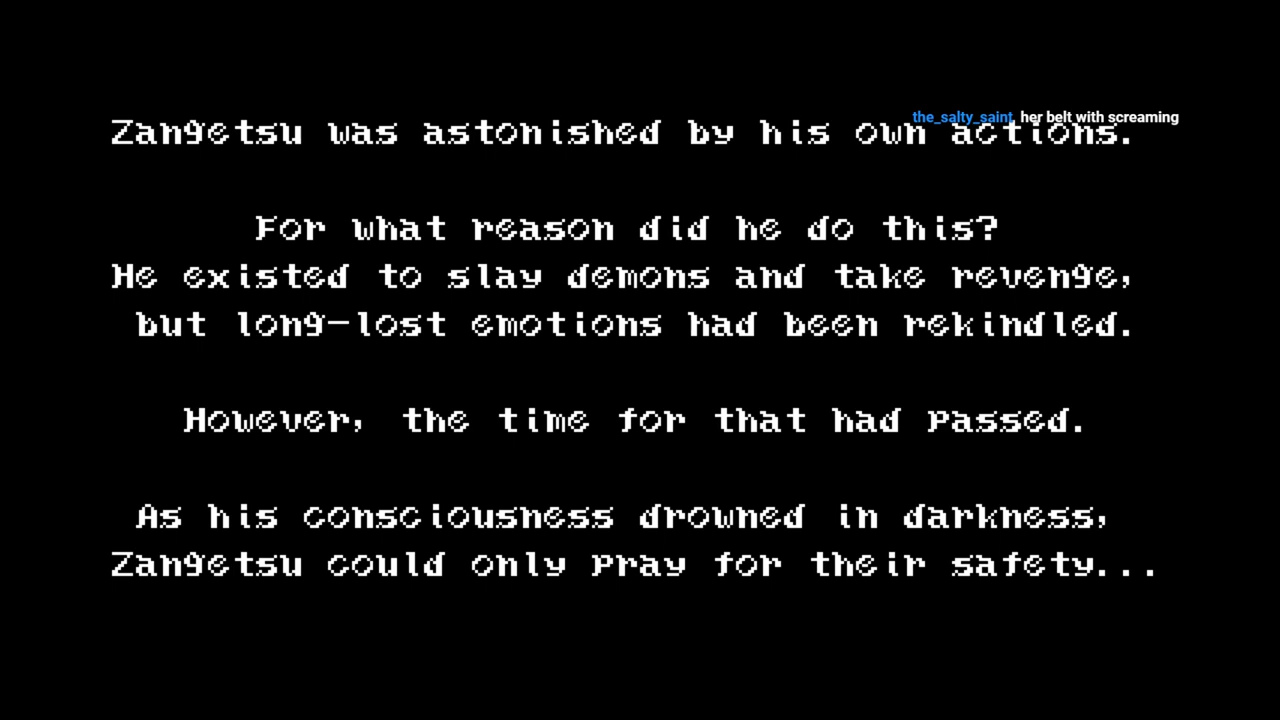 the_salty_saint her belt with screaming
Zangetsu was astonished by his own actions.
For what reason did he do this?
He existed to slay demons and take revenge,
but long-lost emotions had been rekindled.
However, the time for that had passed.
As his consciousness drowned in darkness,
Zangetsu could only pray for their safety...